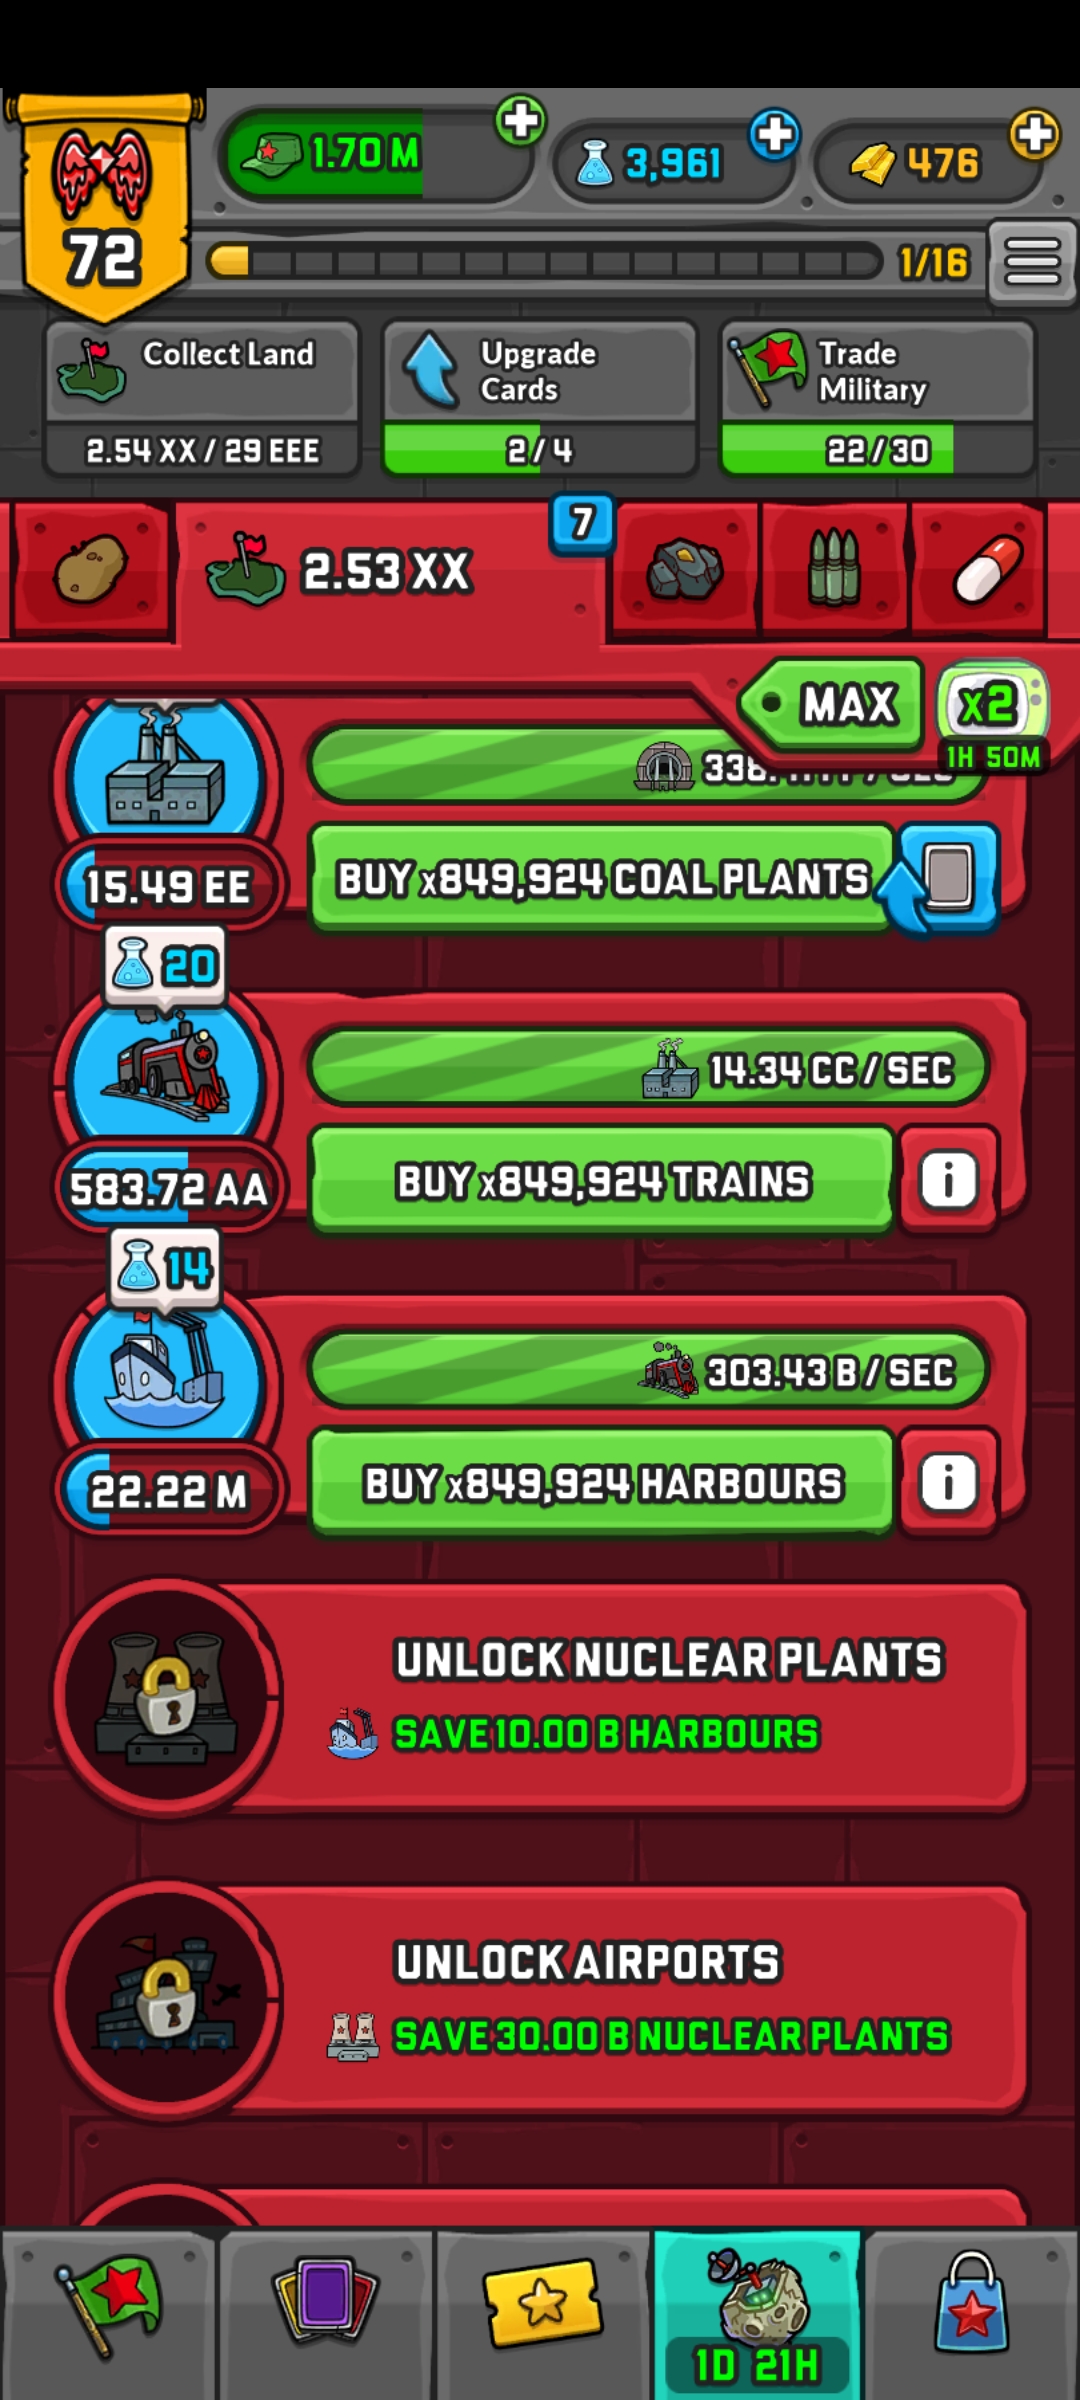 1.70 M
3,961
476
72
1/16
Collect Land
2.54 XX / 29 EEE
Upgrade
Cards
2/4
Trade
Military
22/30
7
2.53 XX
MAX
x2
1H 50M
15.49 EE
BUY x849,924 COAL PLANTS
20
14.34 CC / SEC
583.72 AA
BUY x849,924 TRAINS
i
14
303.43 B / SEC
22.22 M
BUY x849,924 HARBOURS
i
UNLOCK NUCLEAR PLANTS
SAVE 10.00 B HARBOURS
UNLOCK AIRPORTS
SAVE 30.00 B NUCLEAR PLANTS
1D 21H